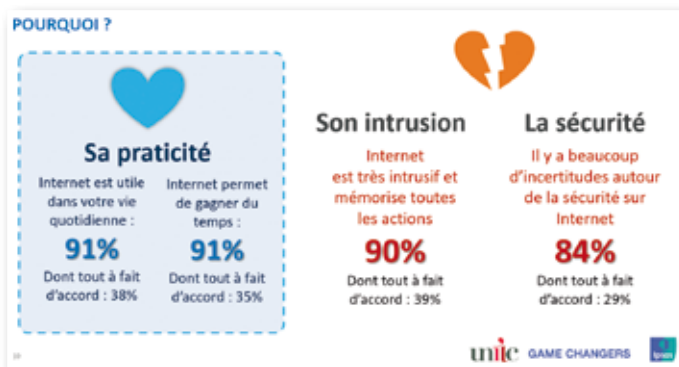 POURQUOI ?
Sa praticité
Internet est utile
dans votre vie
quotidienne :
91%
Dont tout à fait
d'accord : 38%
Internet permet
de gagner du
temps :
91%
Dont tout à fait
d'accord : 35%
Son intrusion
Internet
est très intrusif et
mémorise toutes
les actions
90%
Dont tout à fait
d'accord : 39%
La sécurité
Il y a beaucoup
d'incertitudes autour
de la sécurité sur
Internet
84%
Dont tout à fait
d'accord : 29%
uniic GAME CHANGERS Ipsos